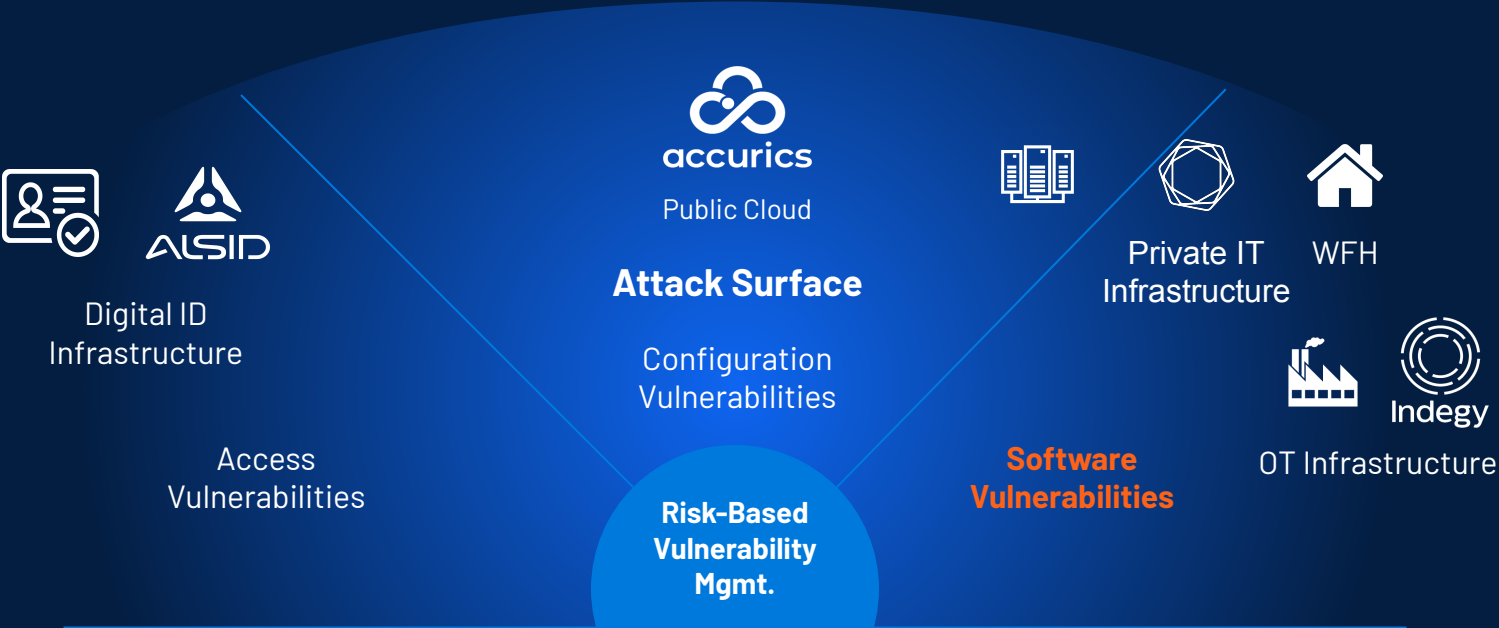 accurics
Public Cloud
Attack Surface
Configuration
Vulnerabilities
ALSID
Digital ID
Infrastructure
Access
Vulnerabilities
Private IT
Infrastructure
WFH
Indegy
OT Infrastructure
Software
Vulnerabilities
Risk-Based
Vulnerability
Mgmt.